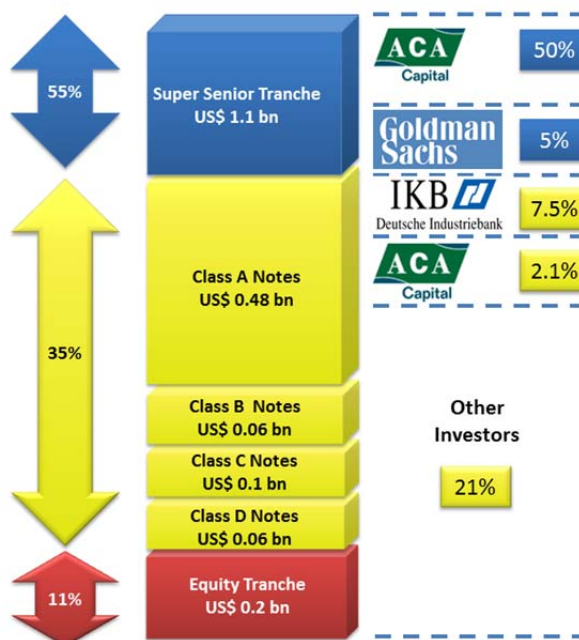 55%
Super Senior Tranche
US$ 1.1 bn
ACA
Capital
50%
Goldman
Sachs
5%
IKB
Deutsche Industriebank
7.5%
ACA
Capital
2.1%
35%
Class A Notes
US$ 0.48 bn
Class B Notes
US$ 0.06 bn
Class C Notes
US$ 0.1 bn
Class D Notes
US$ 0.06 bn
Other
Investors
21%
11%
Equity Tranche
US$ 0.2 bn